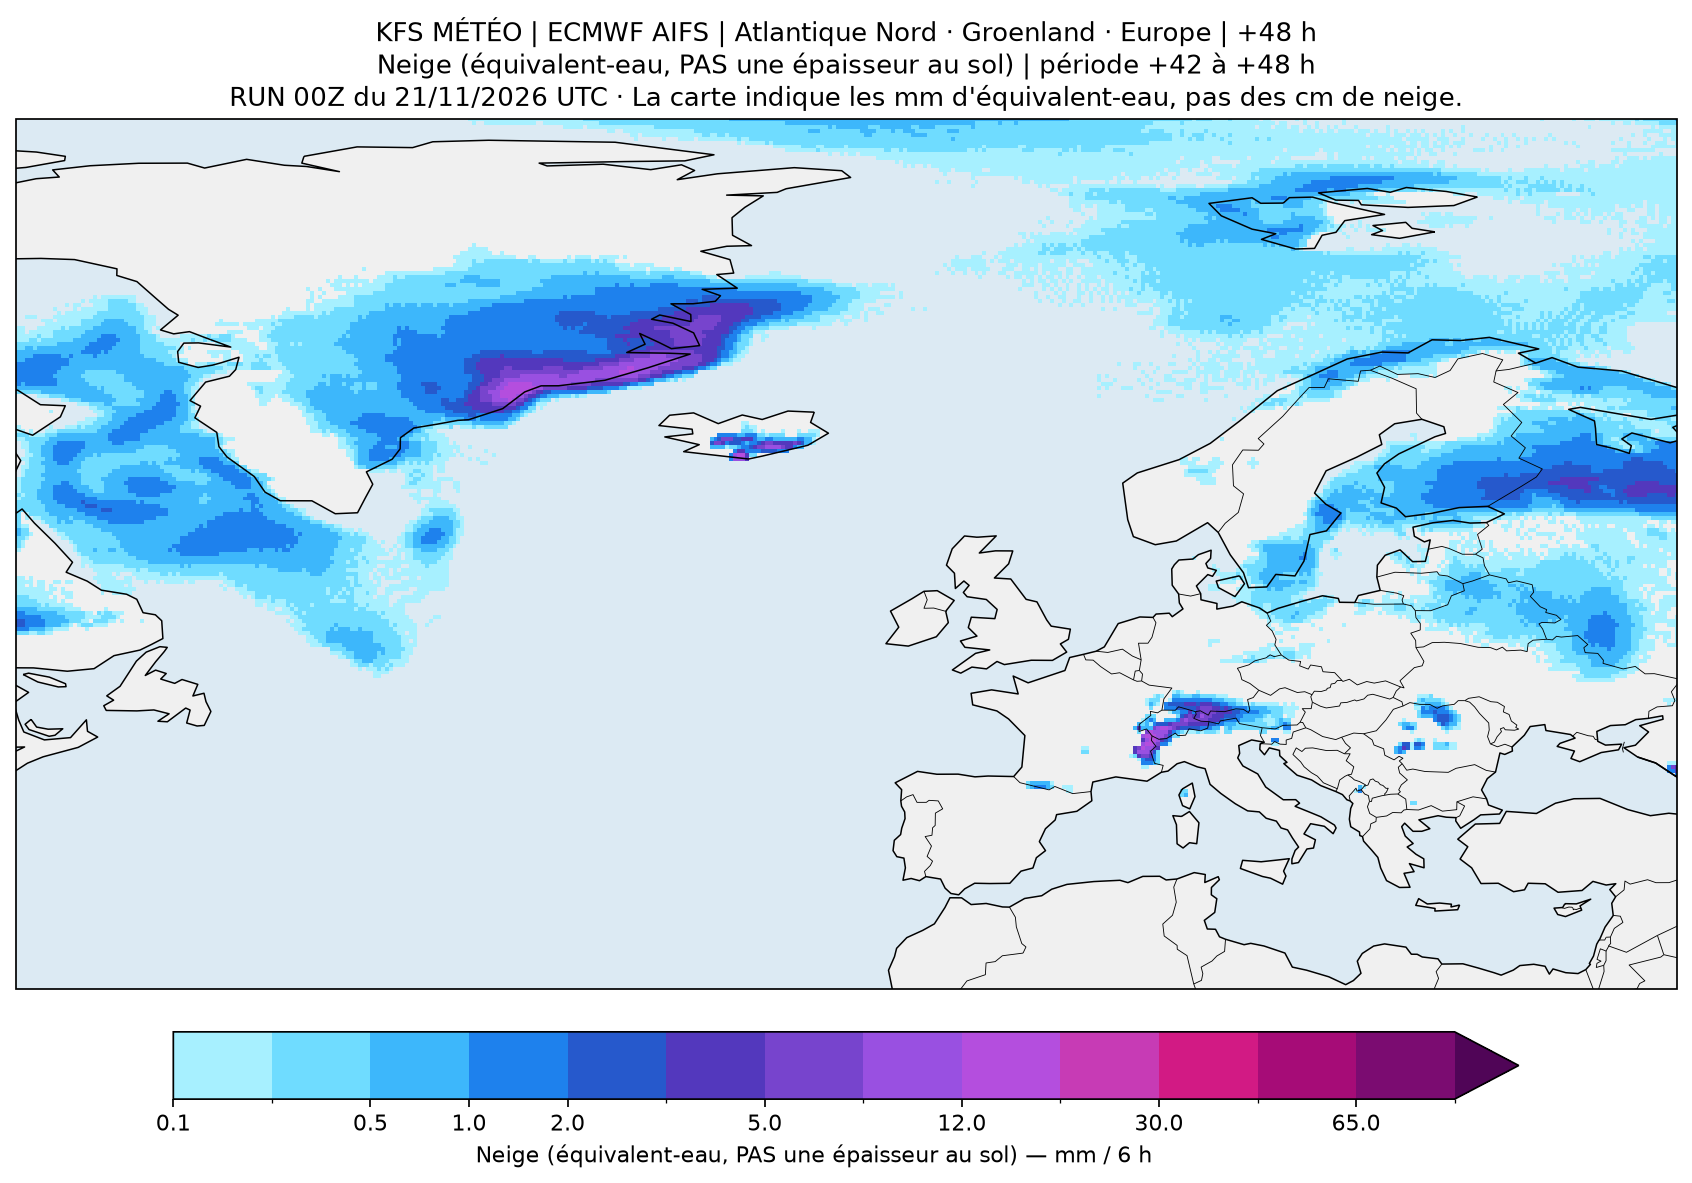 KFS MÉTÉO | ECMWF AIFS | Atlantique Nord · Groenland · Europe | +48 h
Neige (équivalent-eau, PAS une épaisseur au sol) | période +42 à +48 h
RUN 00Z du 21/11/2026 UTC · La carte indique les mm d'équivalent-eau, pas des cm de neige.
0.1 0.5 1.0 2.0 5.0 12.0 30.0 65.0
Neige (équivalent-eau, PAS une épaisseur au sol) — mm / 6 h